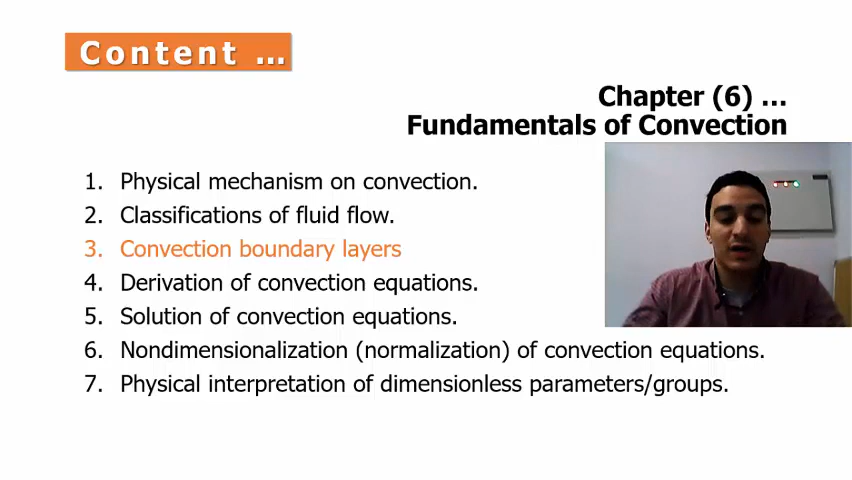 Content ...
Chapter (6) ...
Fundamentals of Convection
1. Physical mechanism on convection.
2. Classifications of fluid flow.
3. Convection boundary layers
4. Derivation of convection equations.
5. Solution of convection equations.
6. Nondimensionalization (normalization) of convection equations.
7. Physical interpretation of dimensionless parameters/groups.